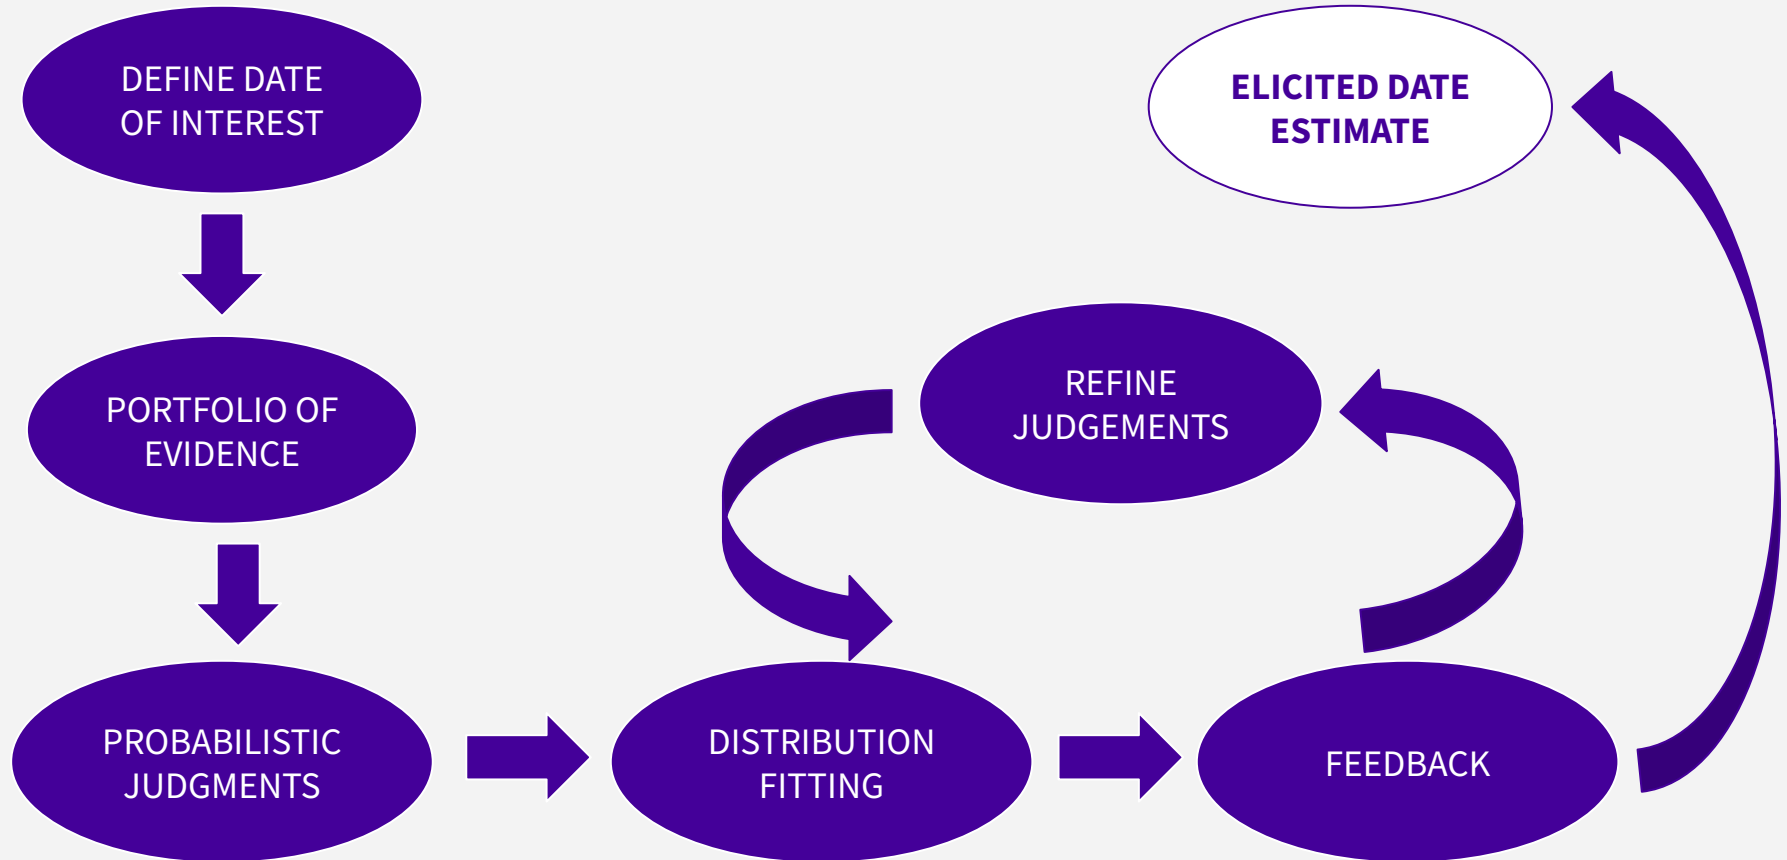 DEFINE DATE
OF INTEREST
ELICITED DATE
ESTIMATE
PORTFOLIO OF
EVIDENCE
REFINE
JUDGEMENTS
PROBABILISTIC
JUDGMENTS
DISTRIBUTION
FITTING
FEEDBACK